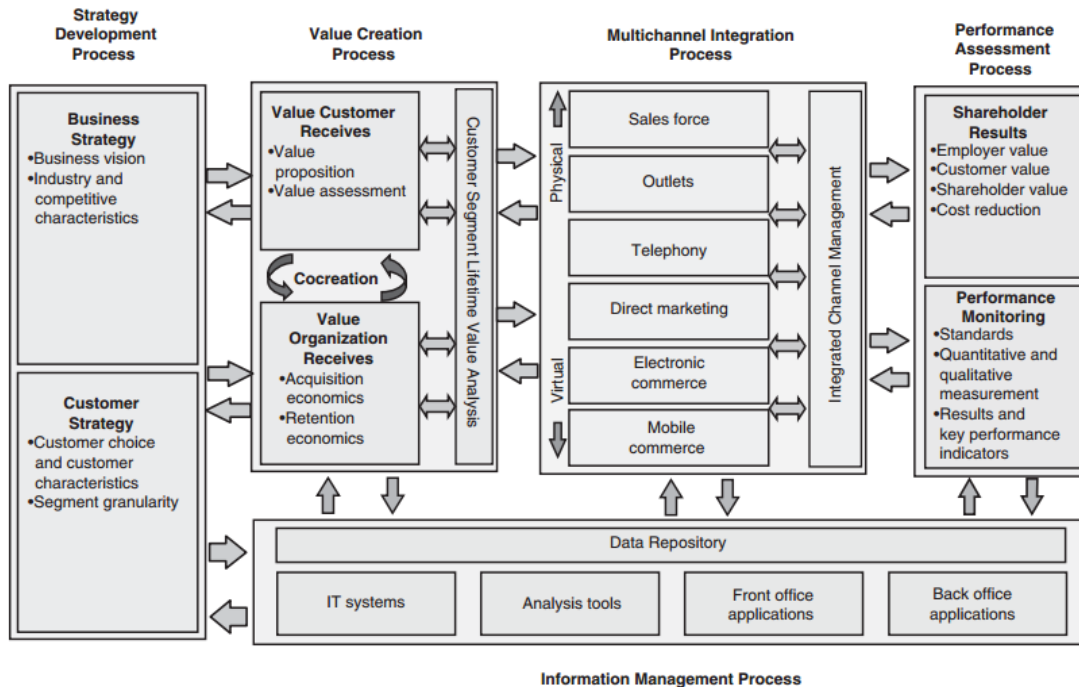 Strategy
Development
Process
Business
Strategy
•Business vision
•Industry and
competitive
characteristics
Customer
Strategy
•Customer choice
and customer
characteristics
•Segment granularity
Value Creation
Process
Value Customer
Receives
•Value
proposition
•Value assessment
Cocreation
Value
Organization
Receives
•Acquisition
economics
•Retention
economics
Customer Segment Lifetime Value Analysis
Multichannel Integration
Process
Physical
Virtual
Sales force
Outlets
Telephony
Direct marketing
Electronic
commerce
Mobile
commerce
Integrated Channel Management
Performance
Assessment
Process
Shareholder
Results
•Employer value
•Customer value
•Shareholder value
•Cost reduction
Performance
Monitoring
•Standards
•Quantitative and
qualitative
measurement
•Results and
key performance
indicators
Data Repository
IT systems
Analysis tools
Front office
applications
Back office
applications
Information Management Process